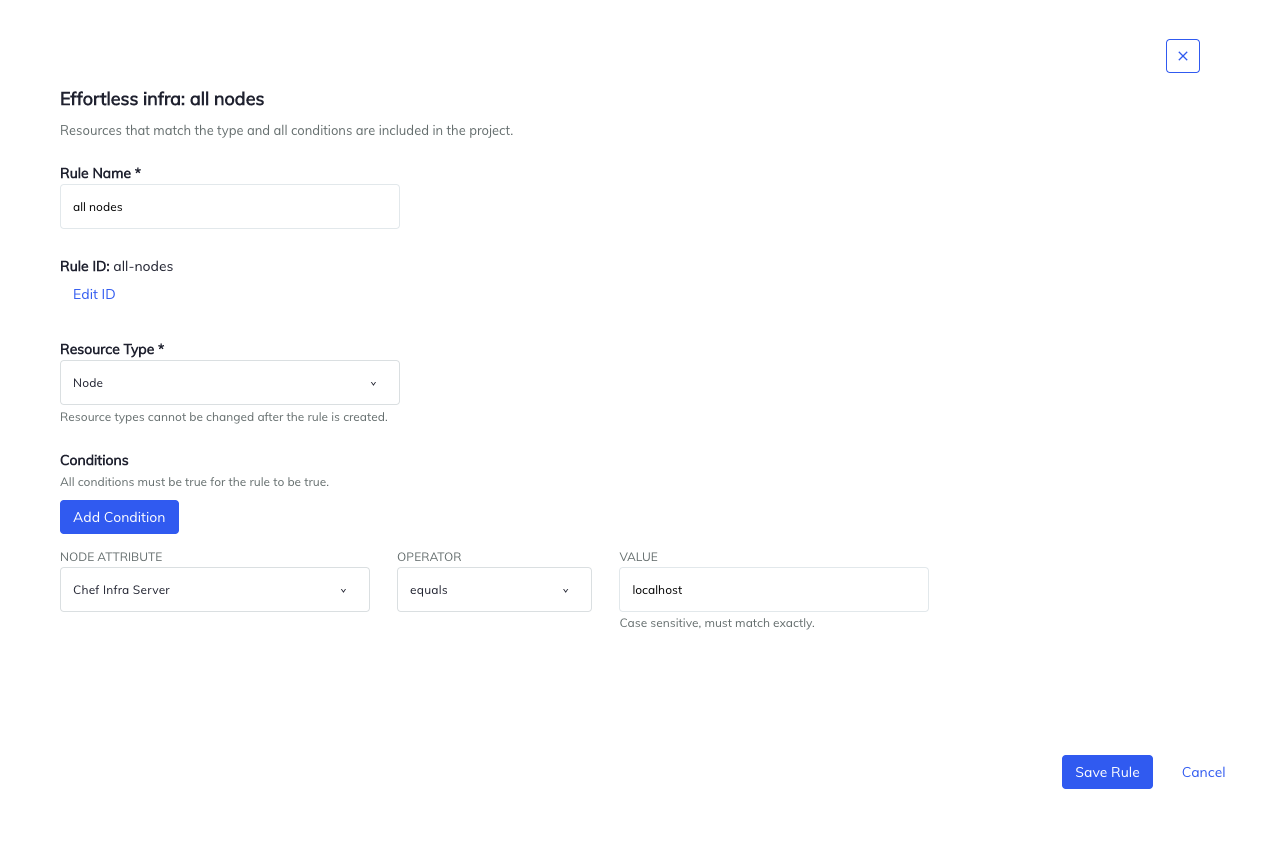 Effortless infra: all nodes
Resources that match the type and all conditions are included in the project.
Rule Name *
all nodes
Rule ID: all-nodes
Edit ID
Resource Type *
Node
Resource types cannot be changed after the rule is created.
Conditions
All conditions must be true for the rule to be true.
Add Condition
NODE ATTRIBUTE OPERATOR VALUE
Chef Infra Server equals localhost
Case sensitive, must match exactly.
Save Rule Cancel